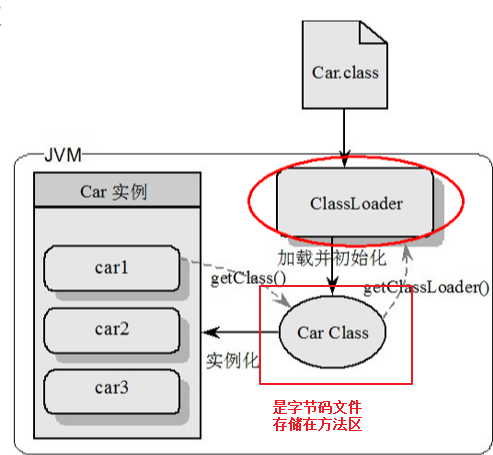 Car.class
JVM
Car 实例
ClassLoader
加载并初始化
car1
getClass()
getClassLoader()
car2
Car Class
实例化
car3
是字节码文件
存储在方法区